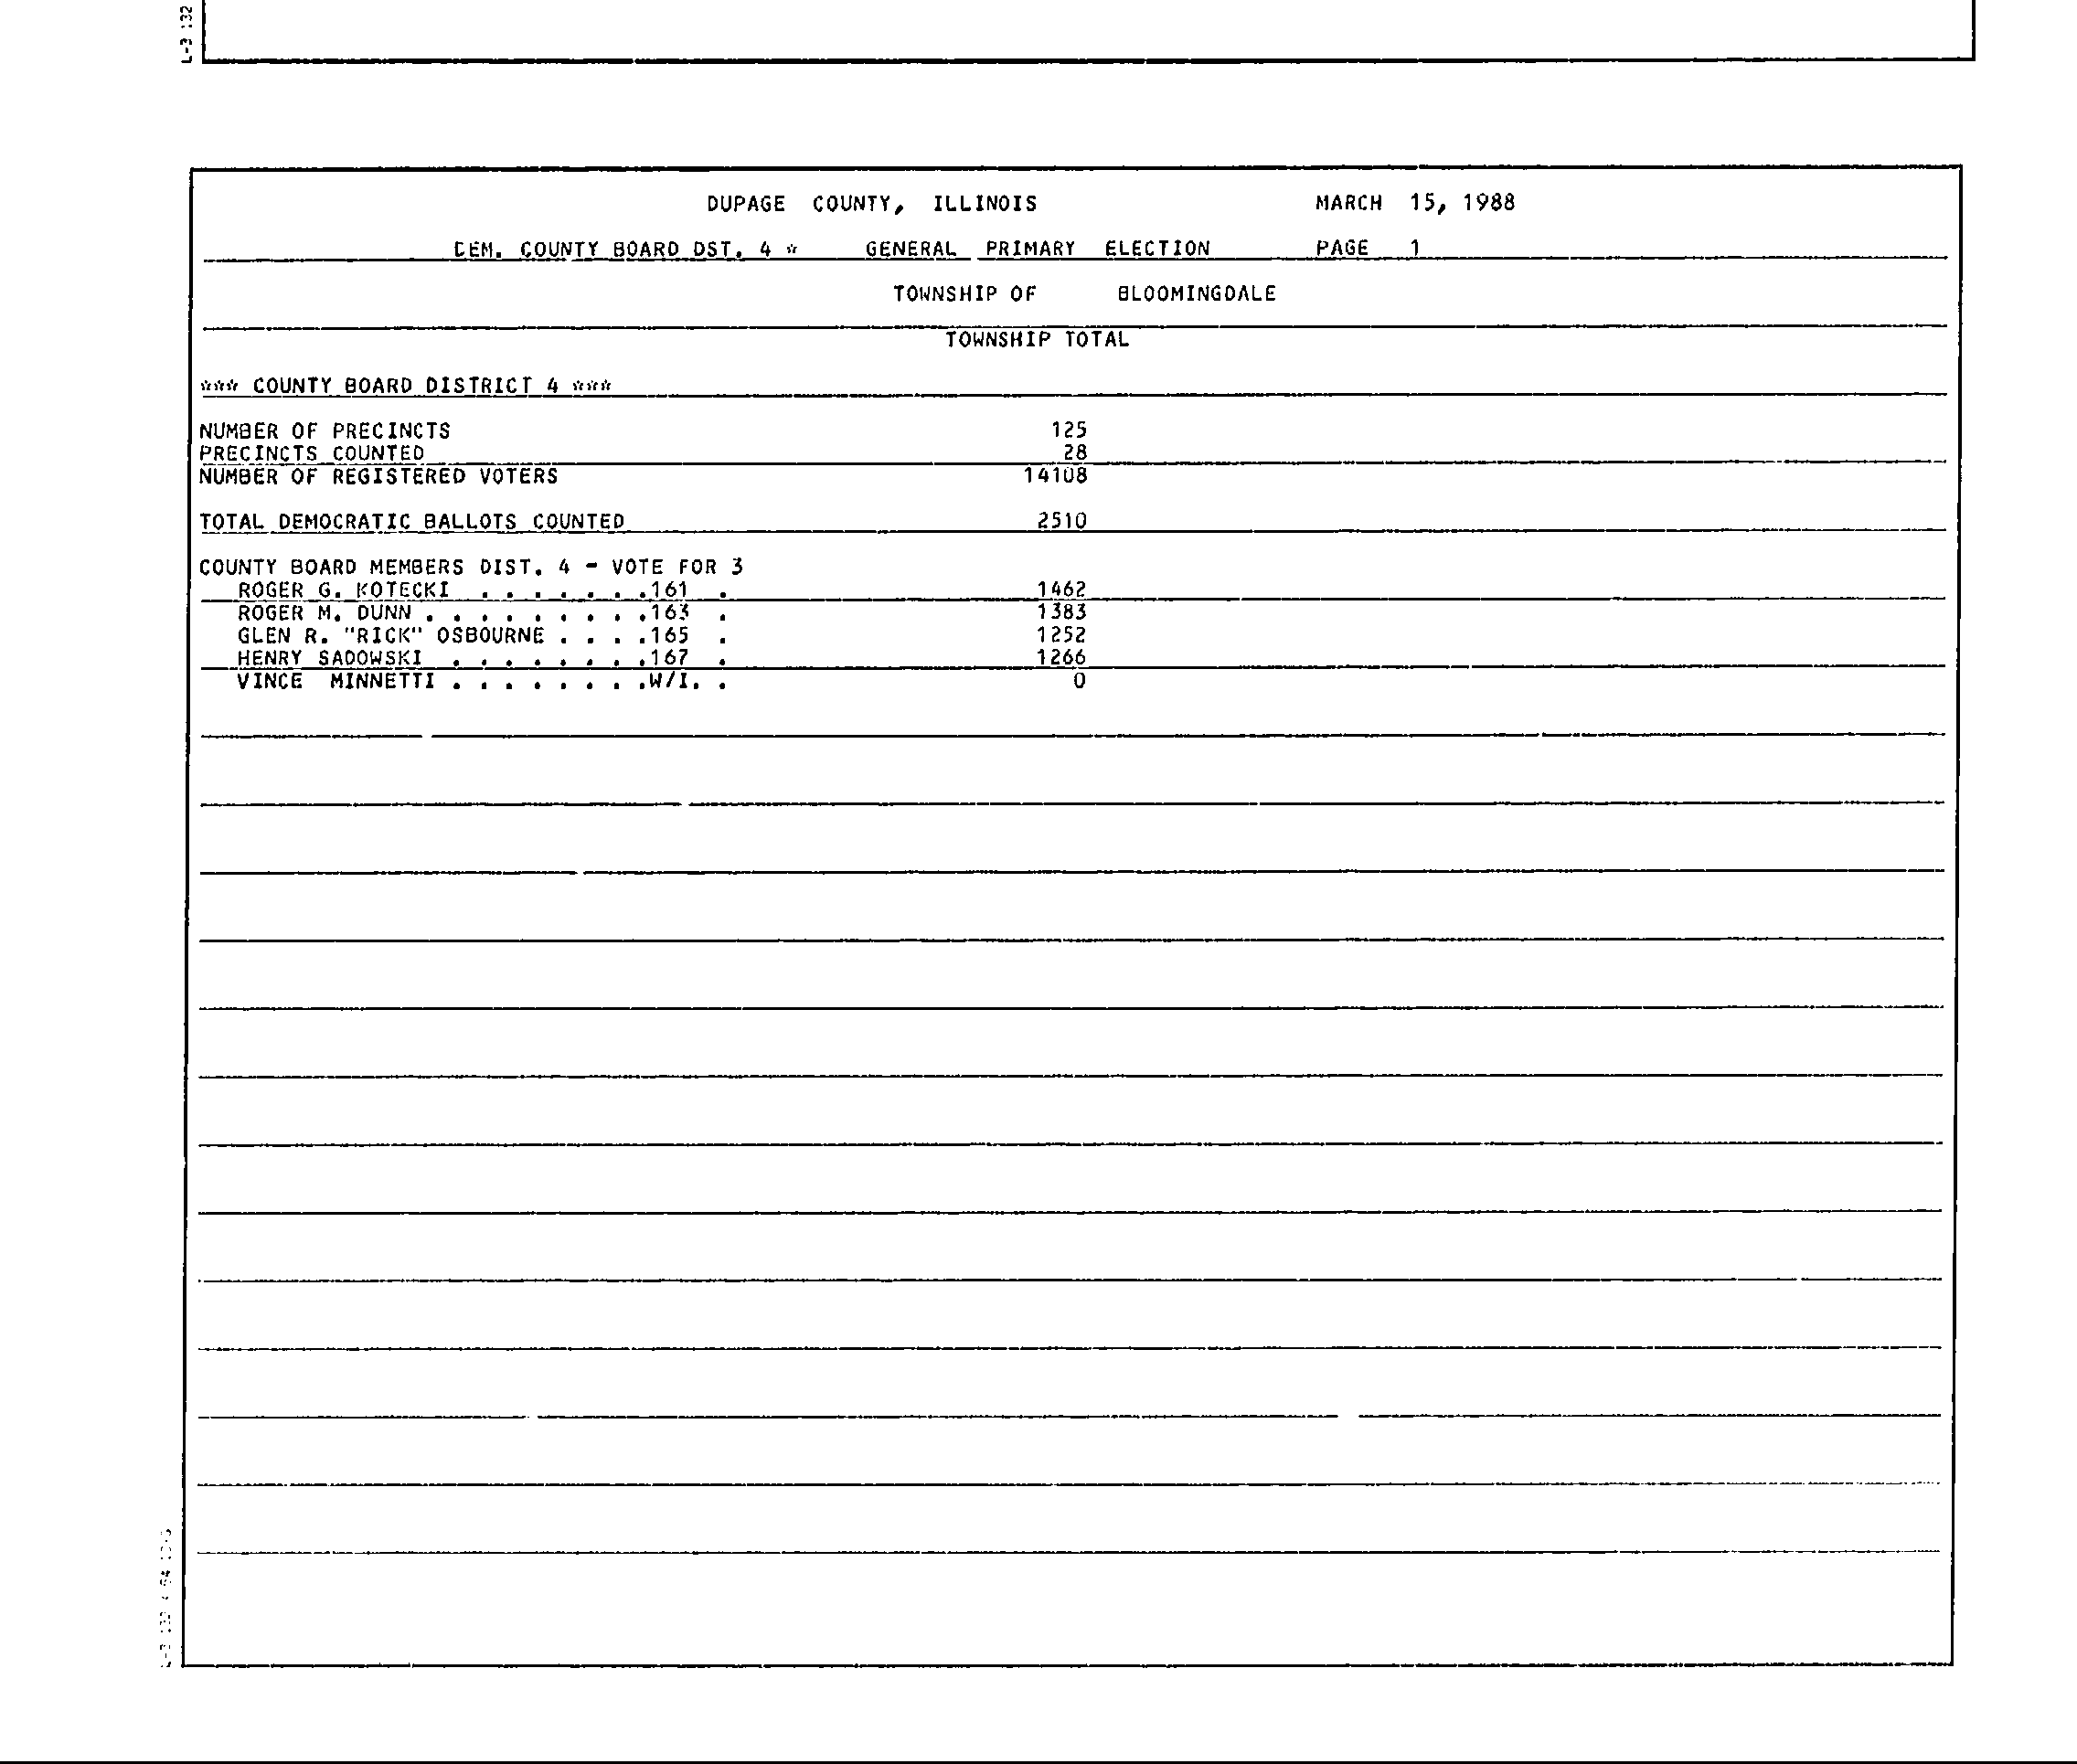 L-3 132
DUPAGE COUNTY, ILLINOIS MARCH 15, 1988
DEM. COUNTY BOARD DST. 4 * GENERAL PRIMARY ELECTION PAGE 1
TOWNSHIP OF BLOOMINGDALE
TOWNSHIP TOTAL
*** COUNTY BOARD DISTRICT 4 ***
NUMBER OF PRECINCTS 125
PRECINCTS COUNTED 28
NUMBER OF REGISTERED VOTERS 14108
TOTAL DEMOCRATIC BALLOTS COUNTED 2510
COUNTY BOARD MEMBERS DIST. 4 - VOTE FOR 3
ROGER G. KOTECKI . . . . . . .161 . 1462
ROGER M. DUNN . . . . . . . . .163 . 1383
GLEN R. "RICK" OSBOURNE . . . .165 . 1252
HENRY SADOWSKI . . . . . . . .167 . 1266
VINCE MINNETTI . . . . . . . .W/I. . 0